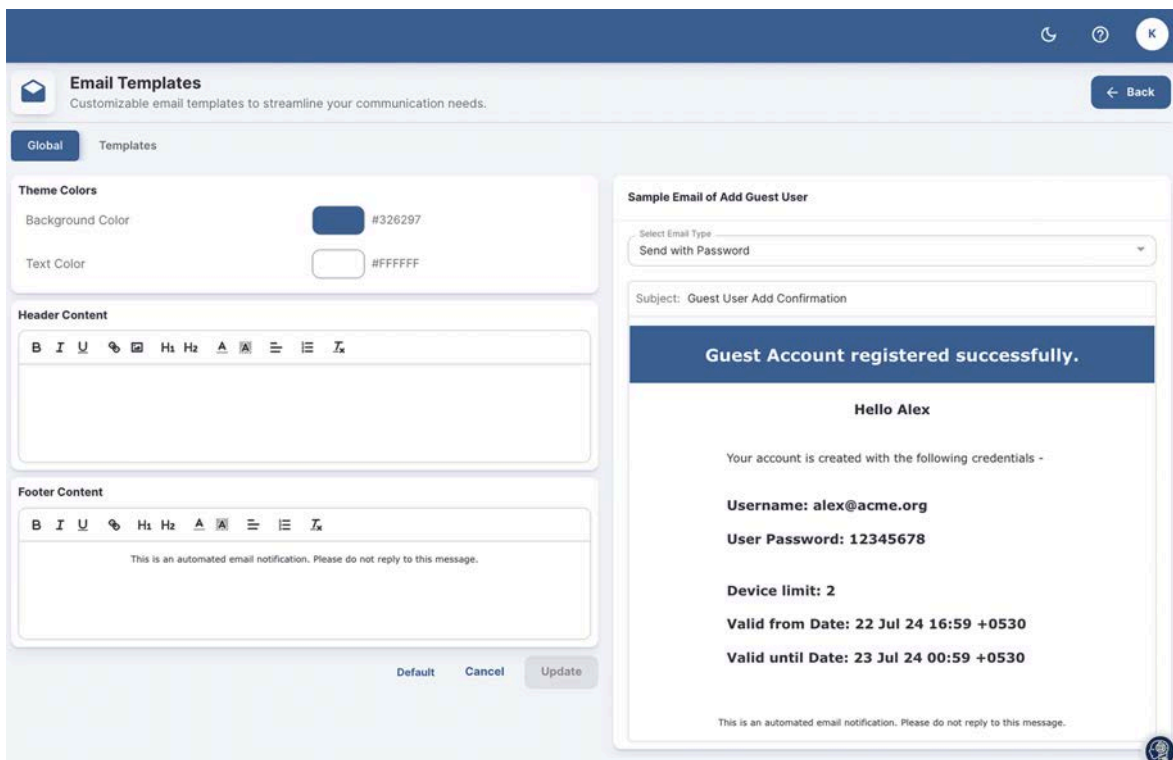 K
Email Templates
Customizable email templates to streamline your communication needs.
← Back
Global Templates
Theme Colors
Background Color #326297
Text Color #FFFFFF
Header Content
B I U H1 H2 A A Tx
Footer Content
B I U H1 H2 A A Tx
This is an automated email notification. Please do not reply to this message.
Default Cancel Update
Sample Email of Add Guest User
Select Email Type
Send with Password
Subject: Guest User Add Confirmation
Guest Account registered successfully.
Hello Alex
Your account is created with the following credentials -
Username: alex@acme.org
User Password: 12345678
Device limit: 2
Valid from Date: 22 Jul 24 16:59 +0530
Valid until Date: 23 Jul 24 00:59 +0530
This is an automated email notification. Please do not reply to this message.